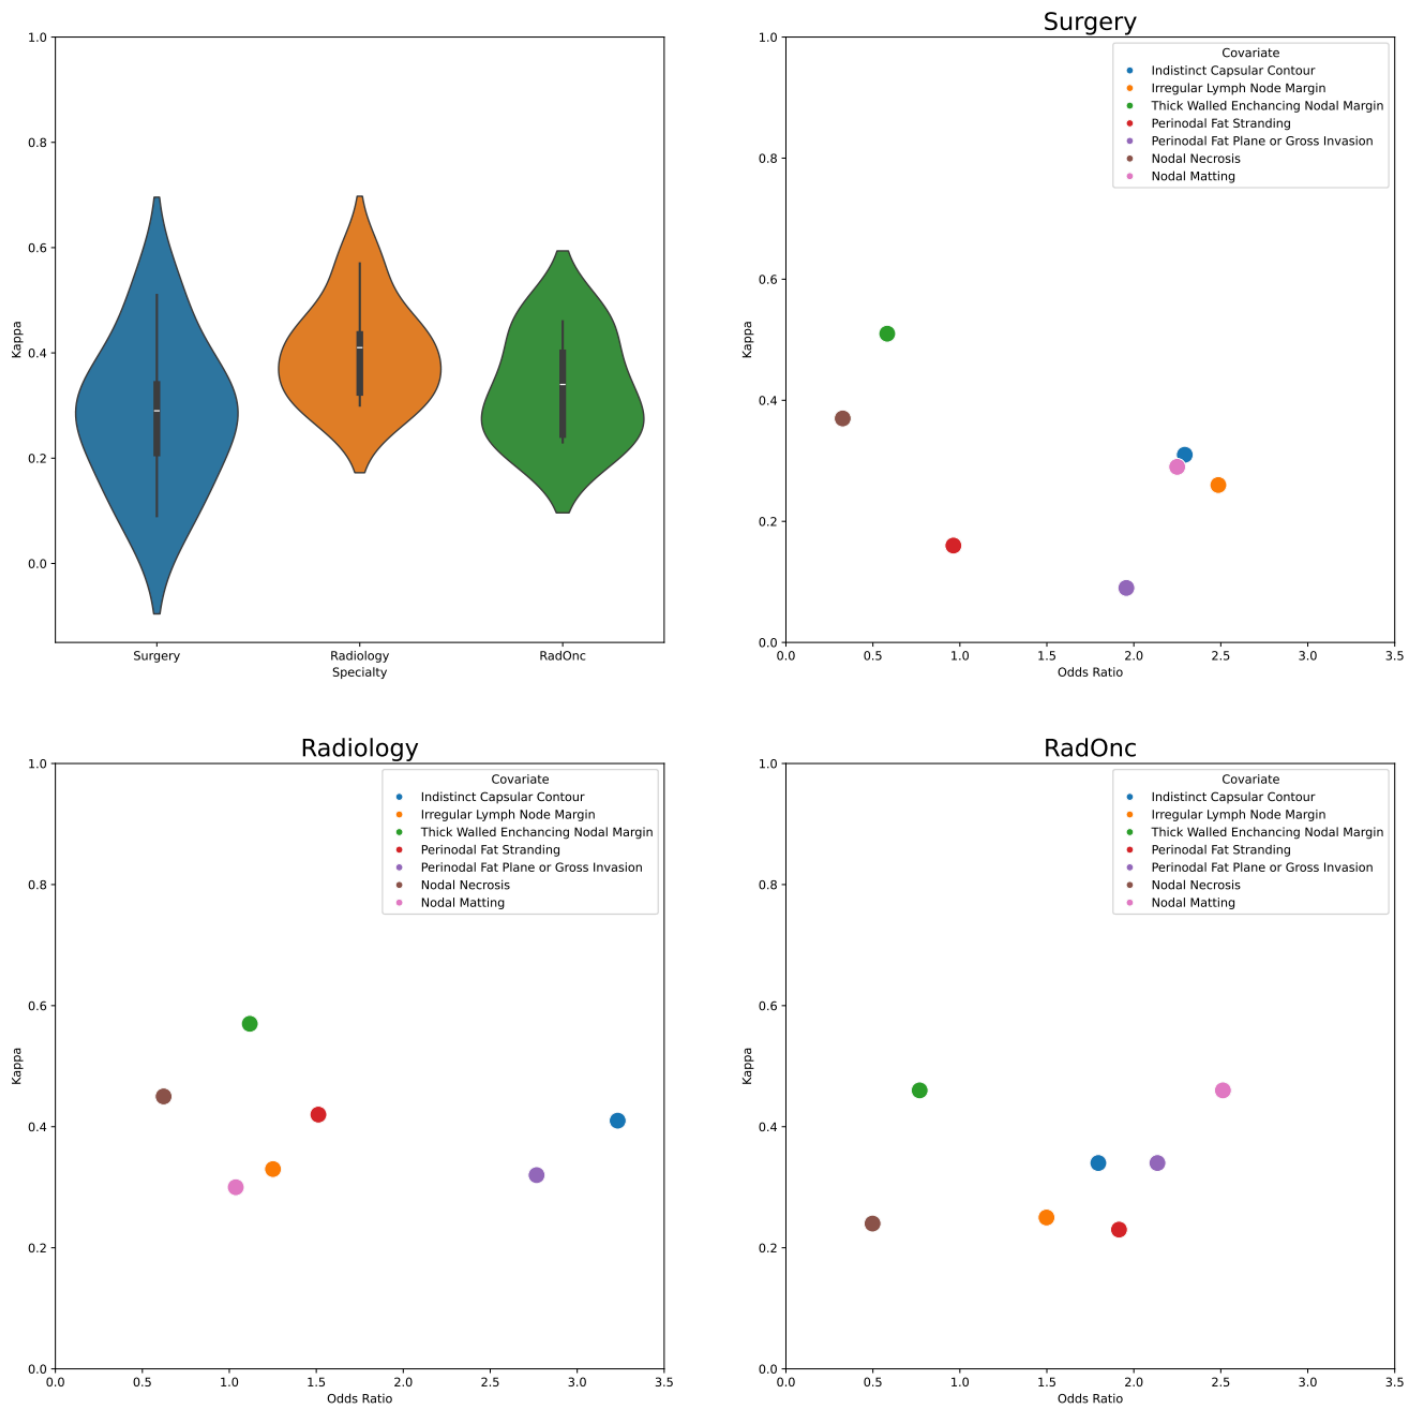 1.0
0.8
0.6
0.4
0.2
0.0
Kappa
Surgery
Radiology
RadOnc
Specialty
Surgery
1.0
0.8
0.6
0.4
0.2
0.0
Kappa
Covariate
Indistinct Capsular Contour
Irregular Lymph Node Margin
Thick Walled Enchancing Nodal Margin
Perinodal Fat Stranding
Perinodal Fat Plane or Gross Invasion
Nodal Necrosis
Nodal Matting
0.0 0.5 1.0 1.5 2.0 2.5 3.0 3.5
Odds Ratio
Radiology
1.0
0.8
0.6
0.4
0.2
0.0
Kappa
Covariate
Indistinct Capsular Contour
Irregular Lymph Node Margin
Thick Walled Enchancing Nodal Margin
Perinodal Fat Stranding
Perinodal Fat Plane or Gross Invasion
Nodal Necrosis
Nodal Matting
0.0 0.5 1.0 1.5 2.0 2.5 3.0 3.5
Odds Ratio
RadOnc
1.0
0.8
0.6
0.4
0.2
0.0
Kappa
Covariate
Indistinct Capsular Contour
Irregular Lymph Node Margin
Thick Walled Enchancing Nodal Margin
Perinodal Fat Stranding
Perinodal Fat Plane or Gross Invasion
Nodal Necrosis
Nodal Matting
0.0 0.5 1.0 1.5 2.0 2.5 3.0 3.5
Odds Ratio